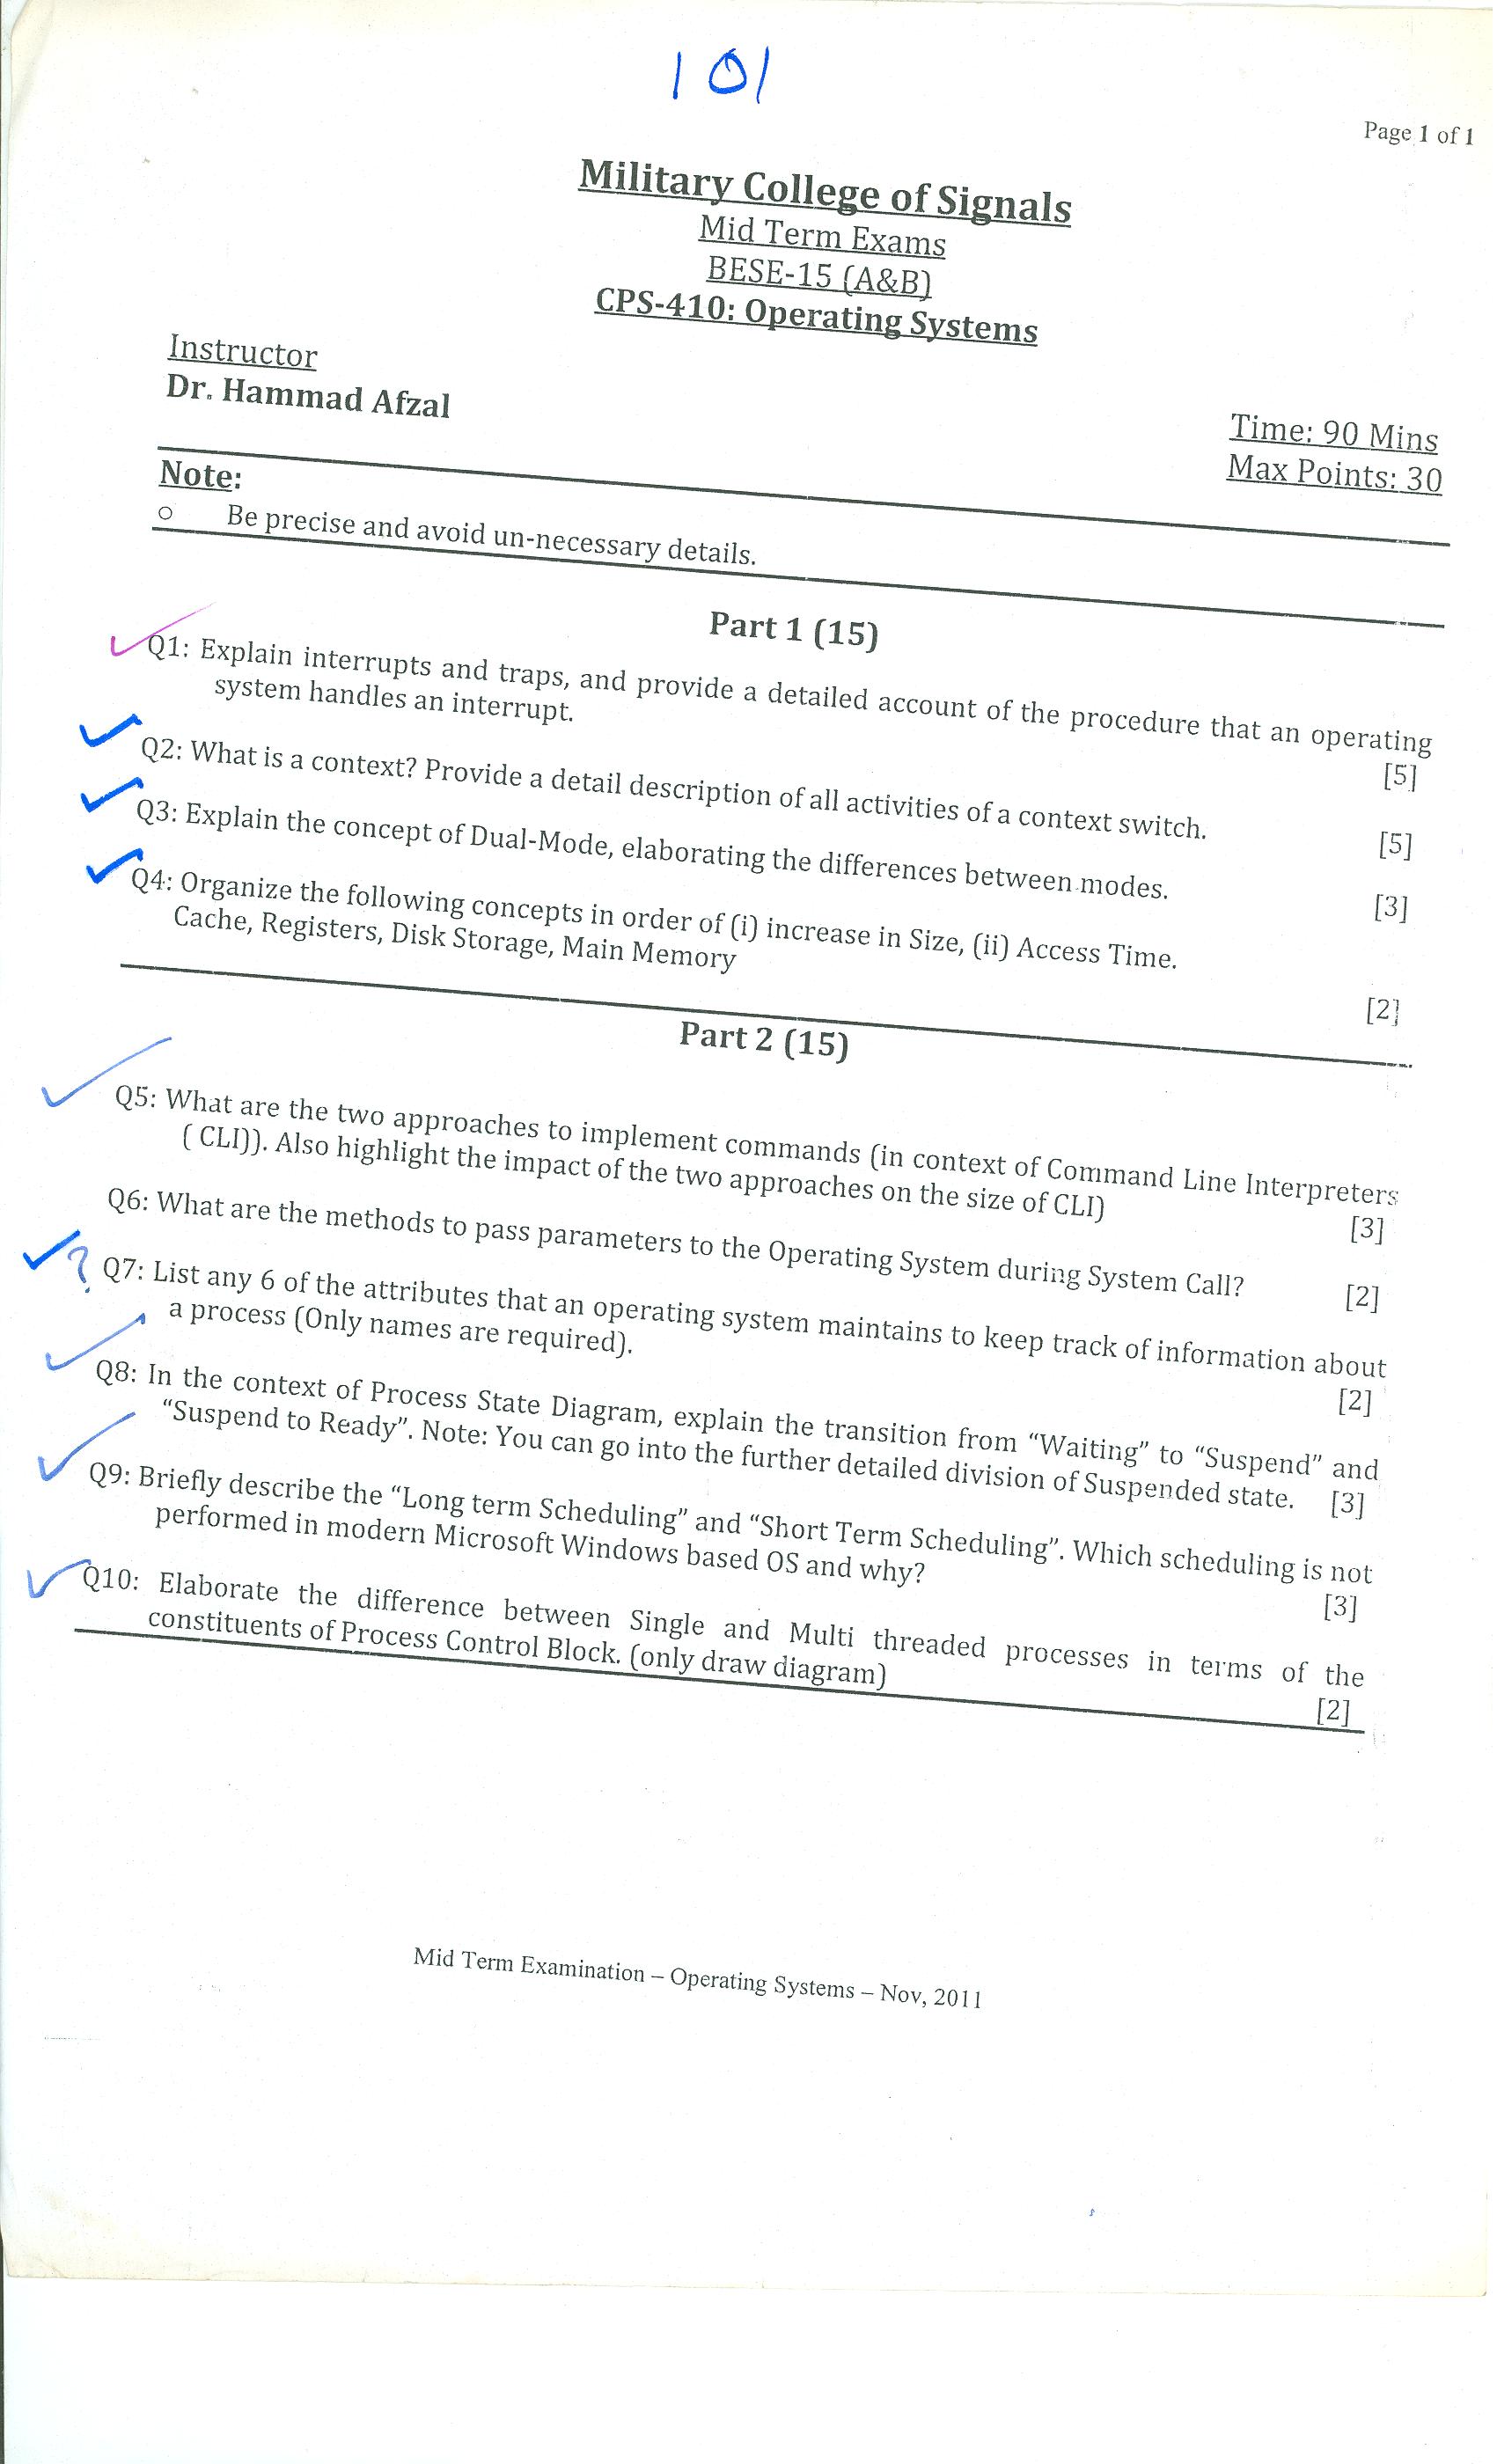 101
Page 1 of 1
Military College of Signals
Mid Term Exams
BESE-15 (A&B)
CPS-410: Operating Systems
Instructor
Dr. Hammad Afzal
Time: 90 Mins
Max Points: 30
Note:
o Be precise and avoid un-necessary details.
Part 1 (15)
Q1: Explain interrupts and traps, and provide a detailed account of the procedure that an operating
system handles an interrupt. [5]
Q2: What is a context? Provide a detail description of all activities of a context switch. [5]
Q3: Explain the concept of Dual-Mode, elaborating the differences between modes. [3]
Q4: Organize the following concepts in order of (i) increase in Size, (ii) Access Time.
Cache, Registers, Disk Storage, Main Memory [2]
Part 2 (15)
Q5: What are the two approaches to implement commands (in context of Command Line Interpreters
( CLI)). Also highlight the impact of the two approaches on the size of CLI) [3]
Q6: What are the methods to pass parameters to the Operating System during System Call? [2]
? Q7: List any 6 of the attributes that an operating system maintains to keep track of information about
a process (Only names are required). [2]
Q8: In the context of Process State Diagram, explain the transition from “Waiting” to “Suspend” and
“Suspend to Ready”. Note: You can go into the further detailed division of Suspended state. [3]
Q9: Briefly describe the “Long term Scheduling” and “Short Term Scheduling”. Which scheduling is not
performed in modern Microsoft Windows based OS and why? [3]
Q10: Elaborate the difference between Single and Multi threaded processes in terms of the
constituents of Process Control Block. (only draw diagram) [2]
Mid Term Examination – Operating Systems – Nov, 2011